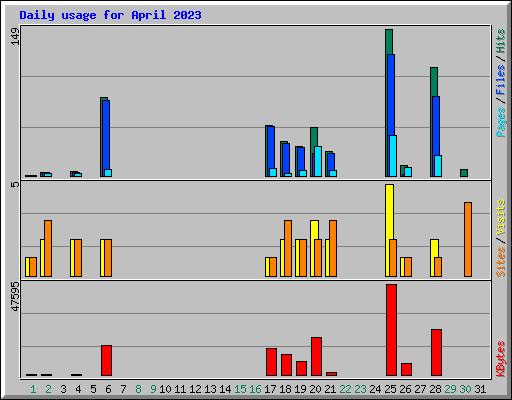 Daily usage for April 2023
149
Pages / Files / Hits
5
Sites / Visits
47595
KBytes
1 2 3 4 5 6 7 8 9 10 11 12 13 14 15 16 17 18 19 20 21 22 23 24 25 26 27 28 29 30 31